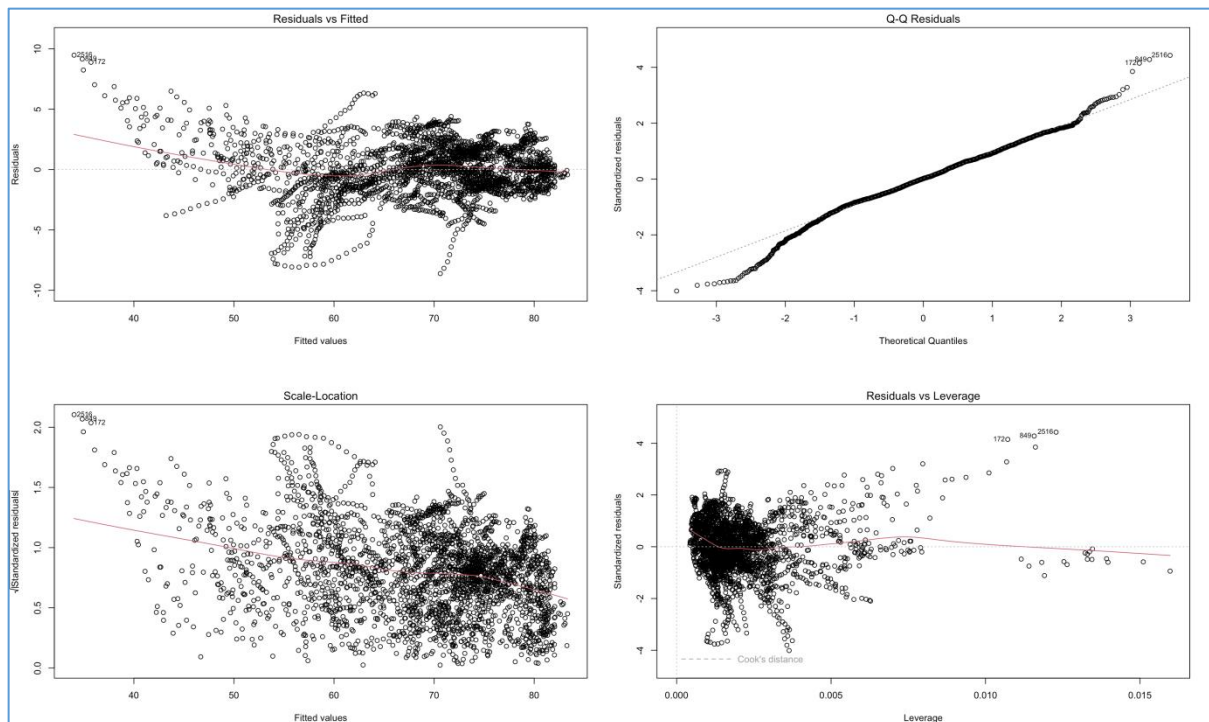 Residuals vs Fitted
Residuals
10
5
0
-5
-10
2516
849
172
40 50 60 70 80
Fitted values
Q-Q Residuals
Standardized residuals
4
2
0
-2
-4
172 849 2516
-3 -2 -1 0 1 2 3
Theoretical Quantiles
Scale-Location
√|Standardized residuals|
2.0
1.5
1.0
0.5
0.0
2516
849
172
40 50 60 70 80
Fitted values
Residuals vs Leverage
Standardized residuals
4
2
0
-2
-4
172 849 2516
Cook's distance
0.000 0.005 0.010 0.015
Leverage